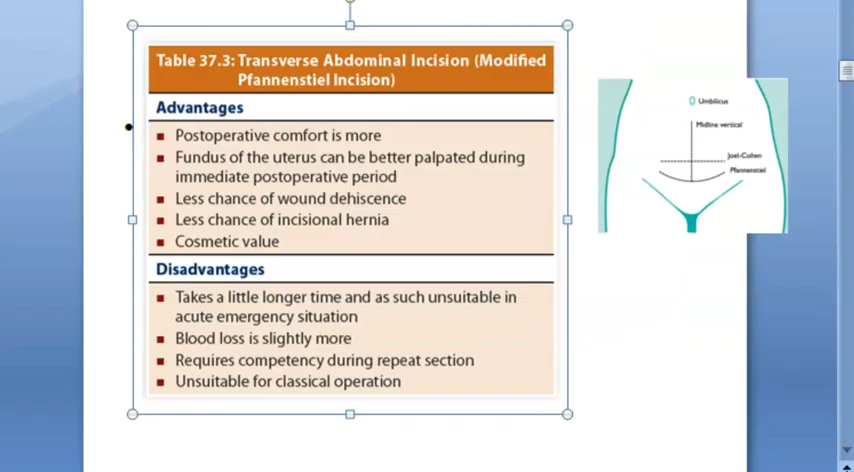 Table 37.3: Transverse Abdominal Incision (Modified
Pfannenstiel Incision)
Advantages
Postoperative comfort is more
Fundus of the uterus can be better palpated during
immediate postoperative period
Less chance of wound dehiscence
Less chance of incisional hernia
Cosmetic value
Disadvantages
Takes a little longer time and as such unsuitable in
acute emergency situation
Blood loss is slightly more
Requires competency during repeat section
Unsuitable for classical operation
Umbilicus
Midline vertical
Joel-Cohen
Pfannenstiel